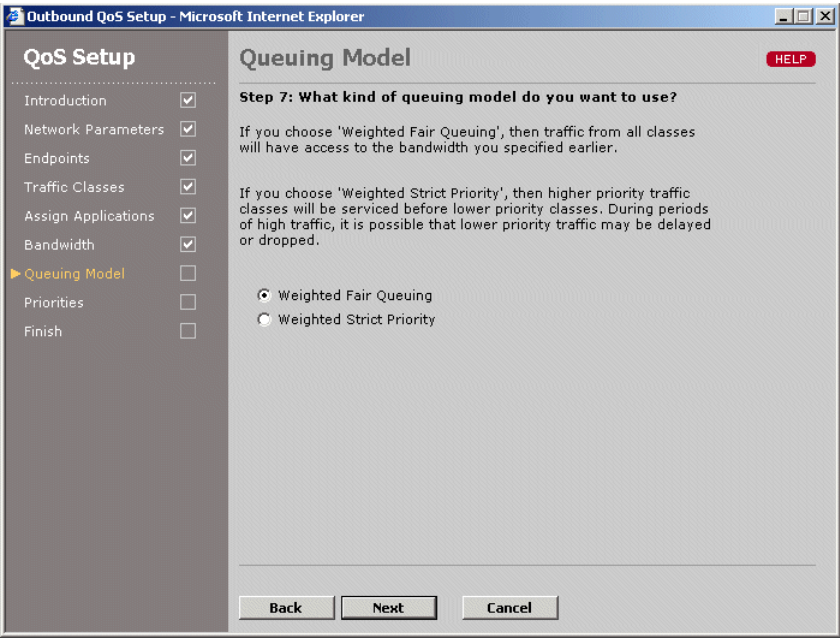 Outbound QoS Setup - Microsoft Internet Explorer
QoS Setup
Introduction
Network Parameters
Endpoints
Traffic Classes
Assign Applications
Bandwidth
Queuing Model
Priorities
Finish
Queuing Model
HELP
Step 7: What kind of queuing model do you want to use?
If you choose 'Weighted Fair Queuing', then traffic from all classes
will have access to the bandwidth you specified earlier.
If you choose 'Weighted Strict Priority', then higher priority traffic
classes will be serviced before lower priority classes. During periods
of high traffic, it is possible that lower priority traffic may be delayed
or dropped.
Weighted Fair Queuing
Weighted Strict Priority
Back
Next
Cancel